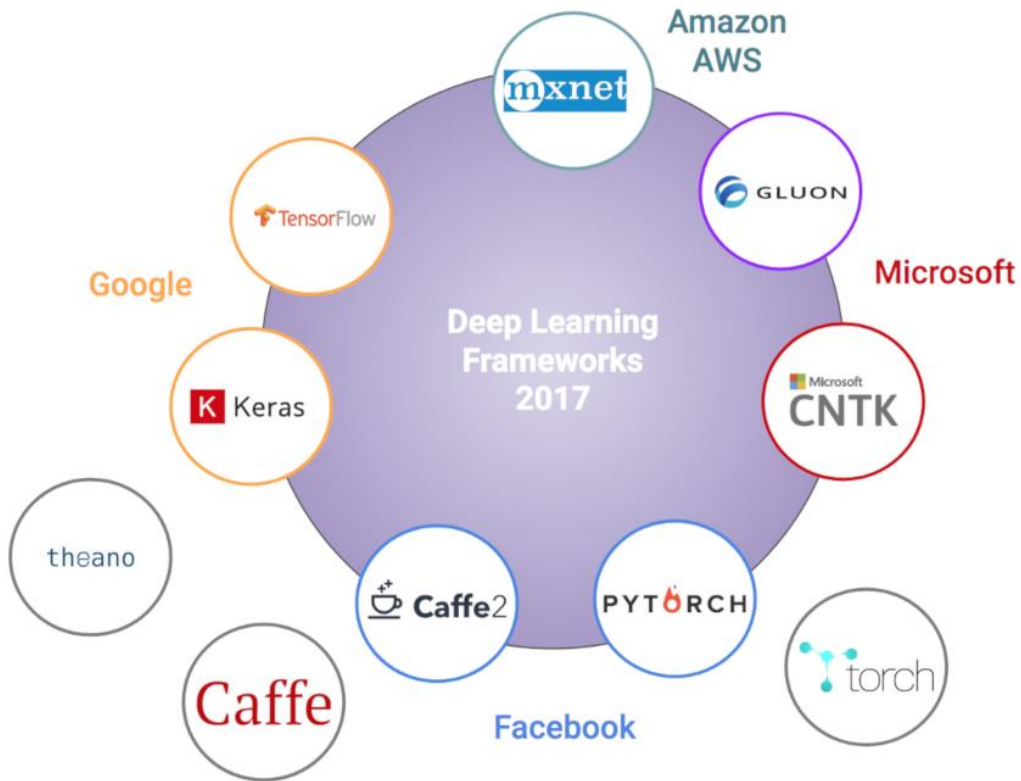 Amazon
AWS
mxnet
GLUON
TensorFlow
Google
Microsoft
Deep Learning
Frameworks
2017
Microsoft
CNTK
Keras
K
theano
Caffe2
PYTORCH
torch
Caffe
Facebook